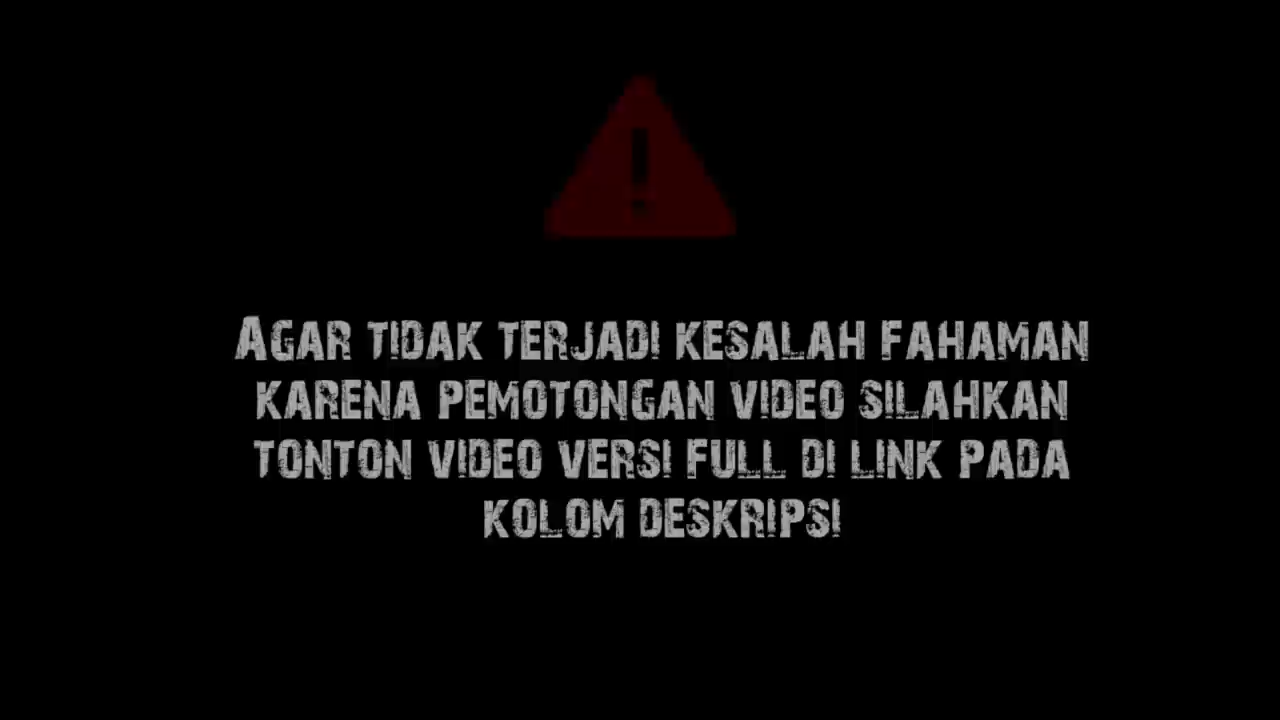 AGAR TIDAK TERJADI KESALAH FAHAMAN
KARENA PEMOTONGAN VIDEO SILAHKAN
TONTON VIDEO VERSI FULL DI LINK PADA
KOLOM DESKRIPSI